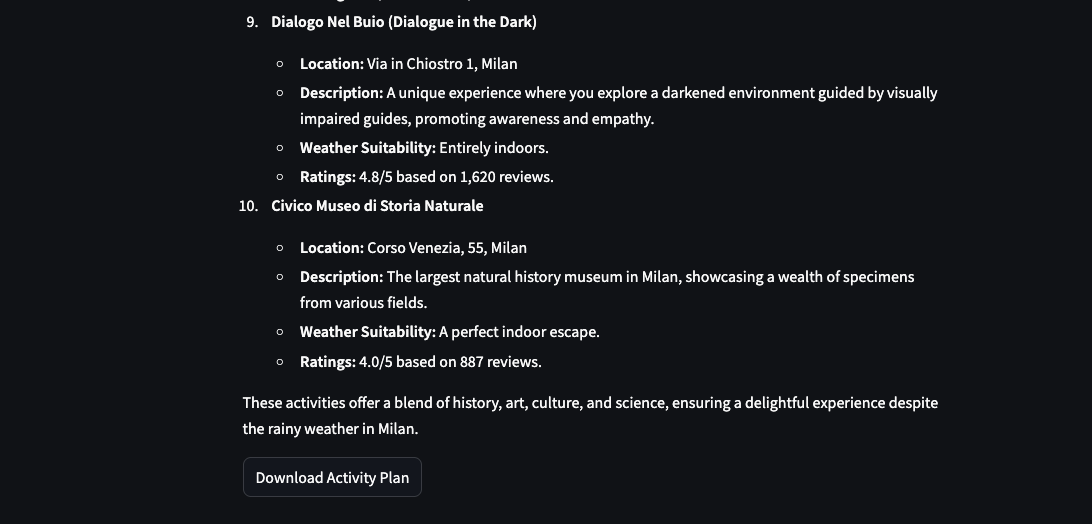 9. Dialogo Nel Buio (Dialogue in the Dark)
Location: Via in Chiostro 1, Milan
Description: A unique experience where you explore a darkened environment guided by visually
impaired guides, promoting awareness and empathy.
Weather Suitability: Entirely indoors.
Ratings: 4.8/5 based on 1,620 reviews.
10. Civico Museo di Storia Naturale
Location: Corso Venezia, 55, Milan
Description: The largest natural history museum in Milan, showcasing a wealth of specimens
from various fields.
Weather Suitability: A perfect indoor escape.
Ratings: 4.0/5 based on 887 reviews.
These activities offer a blend of history, art, culture, and science, ensuring a delightful experience despite
the rainy weather in Milan.
Download Activity Plan